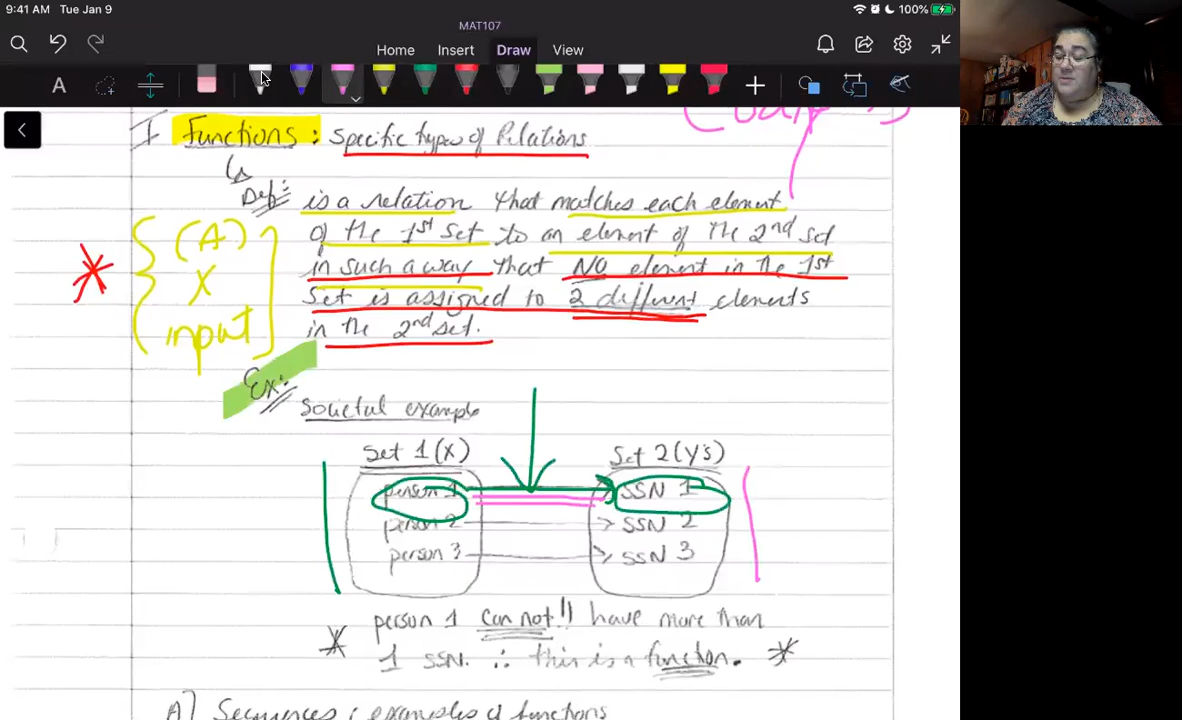 9:41 AM Tue Jan 9
100%
MAT107
Home Insert Draw View
A
I Functions : Specific types of Relations
Def:
is a relation that matches each element
of the 1st set to an element of the 2nd set
in such a way that NO element in the 1st
Set is assigned to 2 different elements
in the 2nd set.
(A)
X
input
Ex:
Societal example
Set 1 (X) Set 2 (Y's)
person 1 SSN 1
person 2 SSN 2
person 3 SSN 3
person 1 can not!! have more than
1 SSN. ∴ this is a function.
A] Sequences : examples of functions